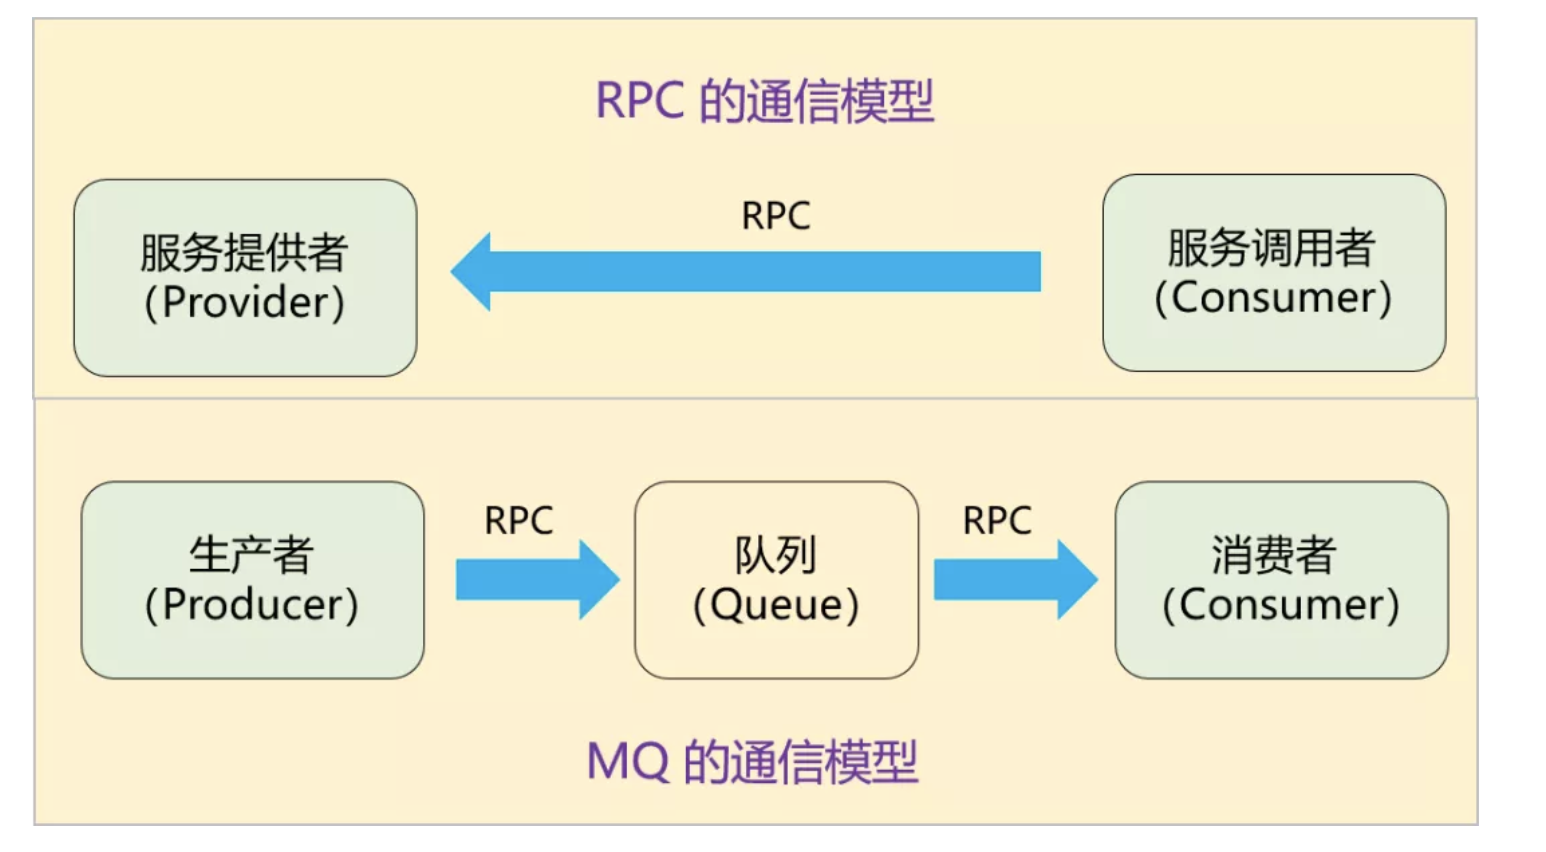 RPC 的通信模型
RPC
服务提供者
（Provider）
服务调用者
（Consumer）
RPC
RPC
生产者
（Producer）
队列
（Queue）
消费者
（Consumer）
MQ 的通信模型